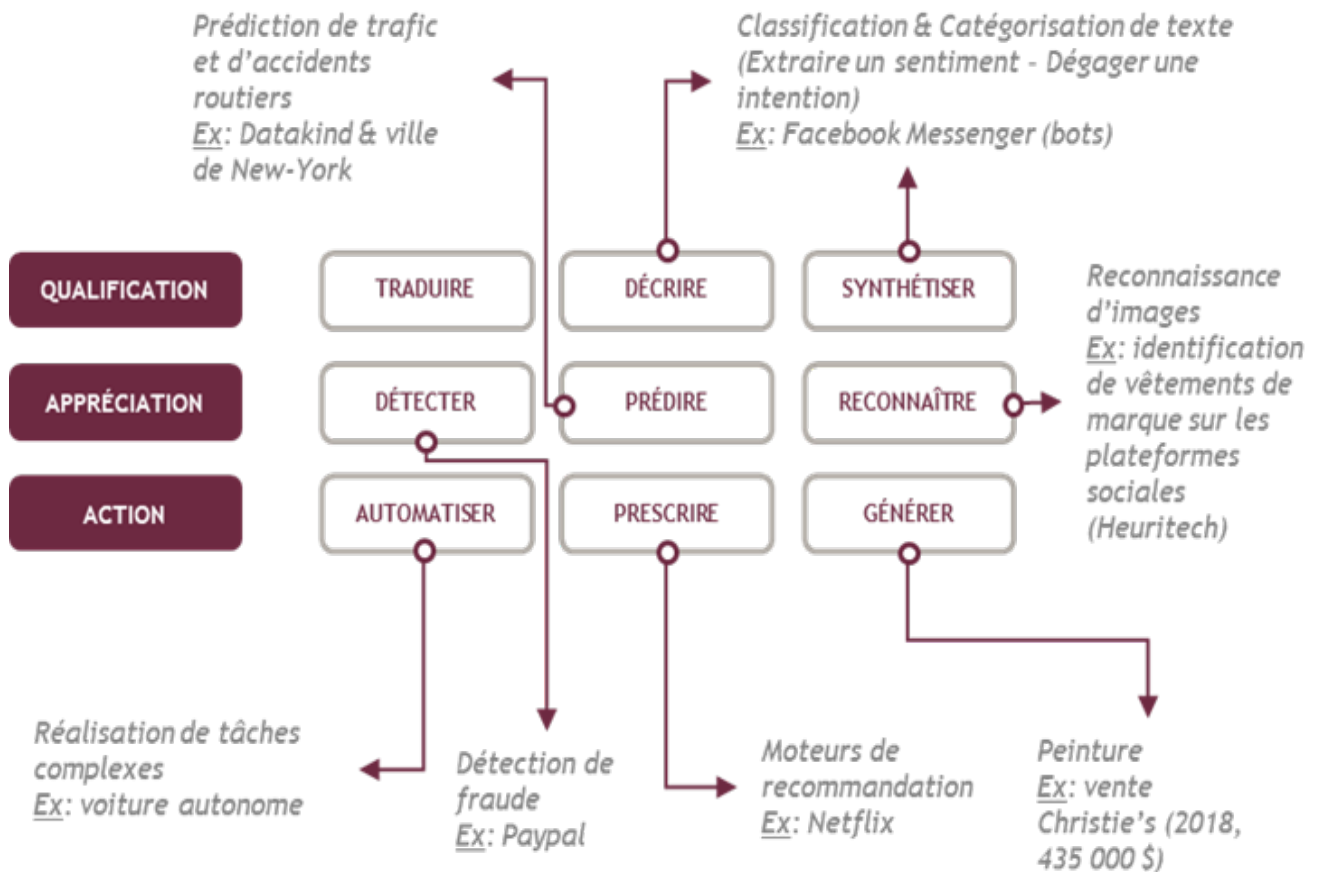 Prédiction de trafic
et d'accidents
routiers
Ex: Datakind & ville
de New-York
Classification & Catégorisation de texte
(Extraire un sentiment - Dégager une
intention)
Ex: Facebook Messenger (bots)
QUALIFICATION
TRADUIRE
DÉCRIRE
SYNTHÉTISER
APPRÉCIATION
DÉTECTER
PRÉDIRE
RECONNAÎTRE
ACTION
AUTOMATISER
PRESCRIRE
GÉNÉRER
Reconnaissance
d'images
Ex: identification
de vêtements de
marque sur les
plateformes
sociales
(Heuritech)
Réalisation de tâches
complexes
Ex: voiture autonome
Détection de
fraude
Ex: Paypal
Moteurs de
recommandation
Ex: Netflix
Peinture
Ex: vente
Christie's (2018,
435 000 $)